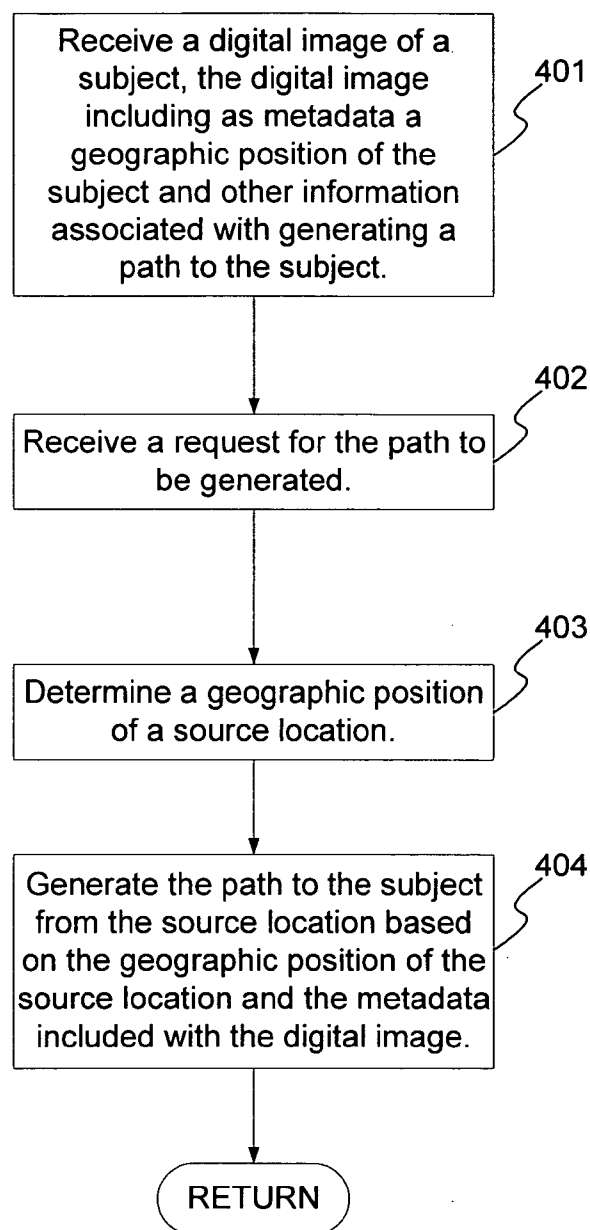 Receive a digital image of a
subject, the digital image
including as metadata a
geographic position of the
subject and other information
associated with generating a
path to the subject.
401
402
Receive a request for the path to
be generated.
403
Determine a geographic position
of a source location.
404
Generate the path to the subject
from the source location based
on the geographic position of the
source location and the metadata
included with the digital image.
RETURN